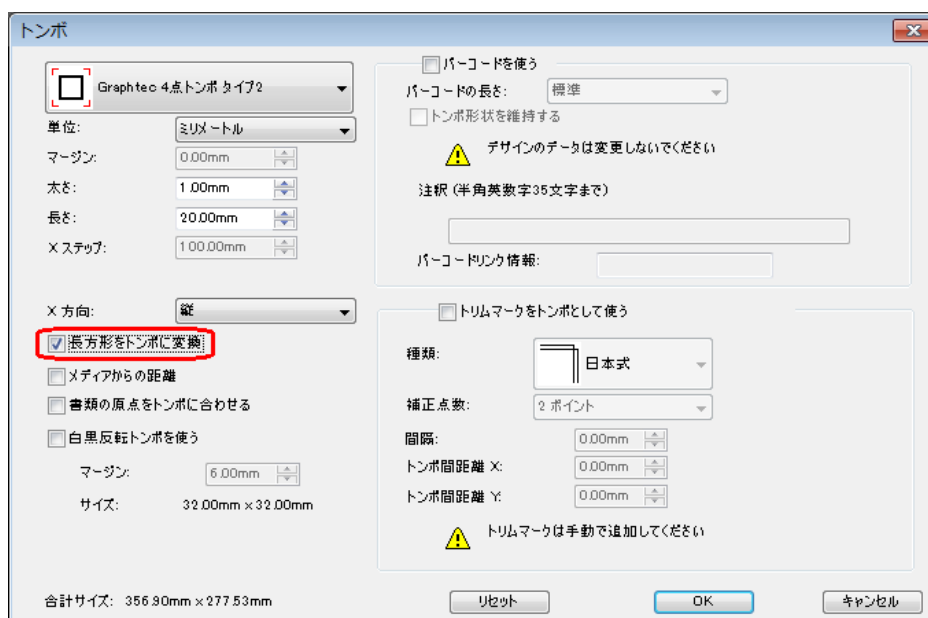 トンボ
Graphtec 4点トンボ タイプ2
単位: ミリメートル
マージン: 0.00mm
太さ: 1.00mm
長さ: 20.00mm
X ステップ: 100.00mm
X 方向: 縦
長方形をトンボに変換
メディアからの距離
書類の原点をトンボに合わせる
白黒反転トンボを使う
マージン: 6.00mm
サイズ: 32.00mm × 32.00mm
合計サイズ: 356.90mm × 277.53mm
バーコードを使う
バーコードの長さ: 標準
トンボ形状を維持する
デザインのデータは変更しないでください
注釈 (半角英数字35文字まで)
バーコードリンク情報:
トリムマークをトンボとして使う
種類: 日本式
補正点数: 2 ポイント
間隔: 0.00mm
トンボ間距離 X: 0.00mm
トンボ間距離 Y: 0.00mm
トリムマークは手動で追加してください
リセット OK キャンセル